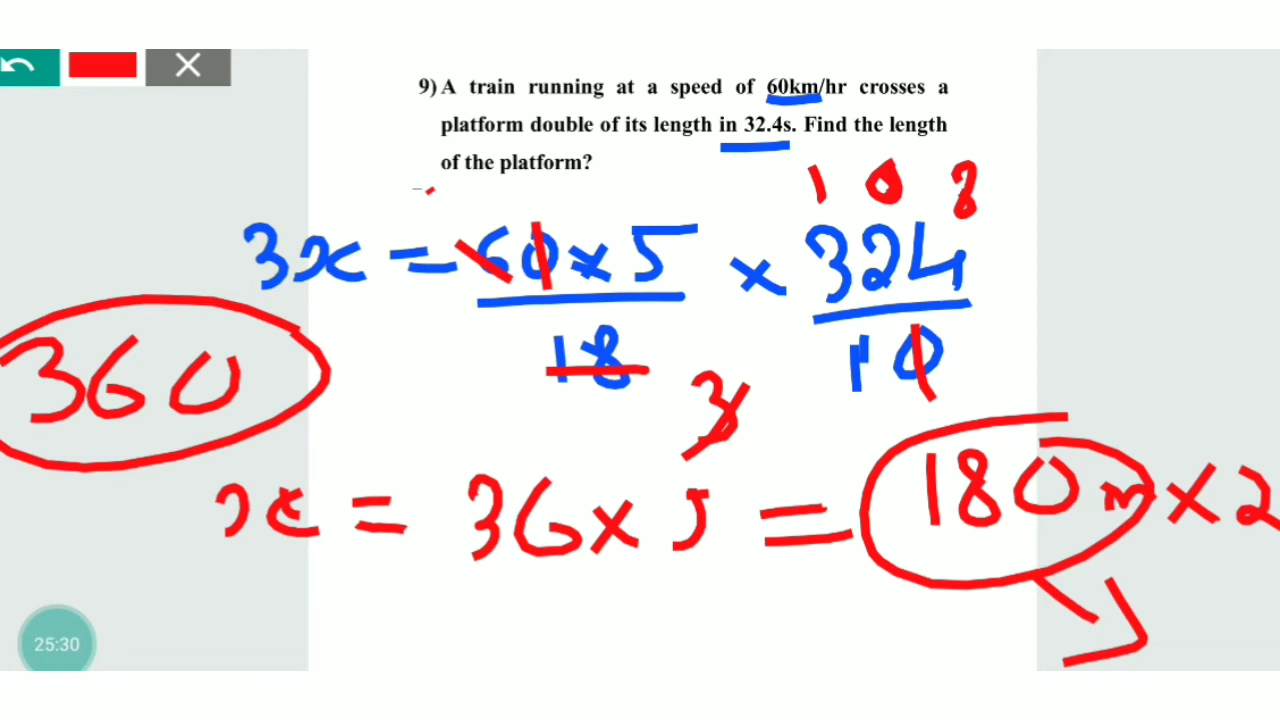 9) A train running at a speed of 60km/hr crosses a
platform double of its length in 32.4s. Find the length
of the platform?
1 0 8
3x = 60 x 5 x 324
18 10
3
360
x = 36 x 5 = 180m x 2
25:30